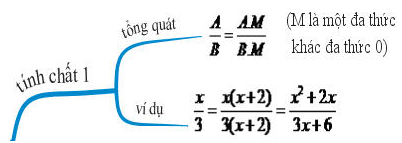 tính chất 1
tổng quát
A/B = A.M/B.M (M là một đa thức
khác đa thức 0)
ví dụ
x/3 = x(x+2)/3(x+2) = x²+2x/3x+6